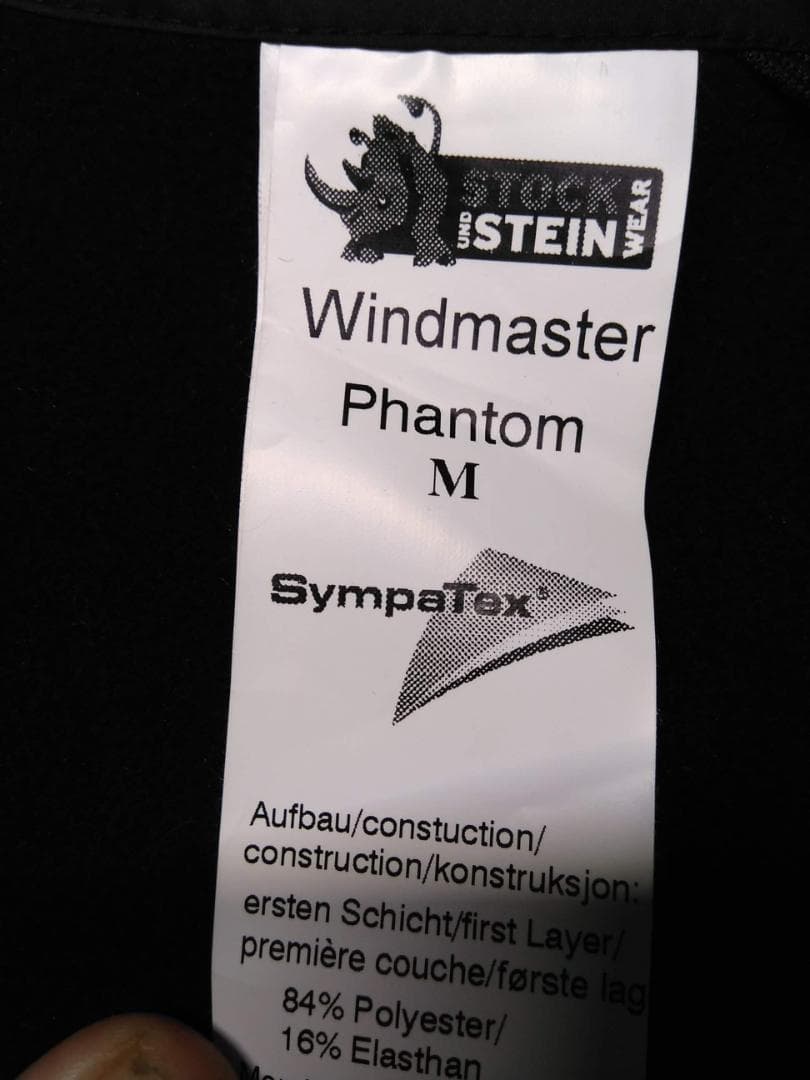 STOCK
UND STEIN WEAR
Windmaster
Phantom
M
SympaTex®
Aufbau/constuction/
construction/konstruksjon:
ersten Schicht/first Layer/
première couche/første lag
84% Polyester/
16% Elasthan